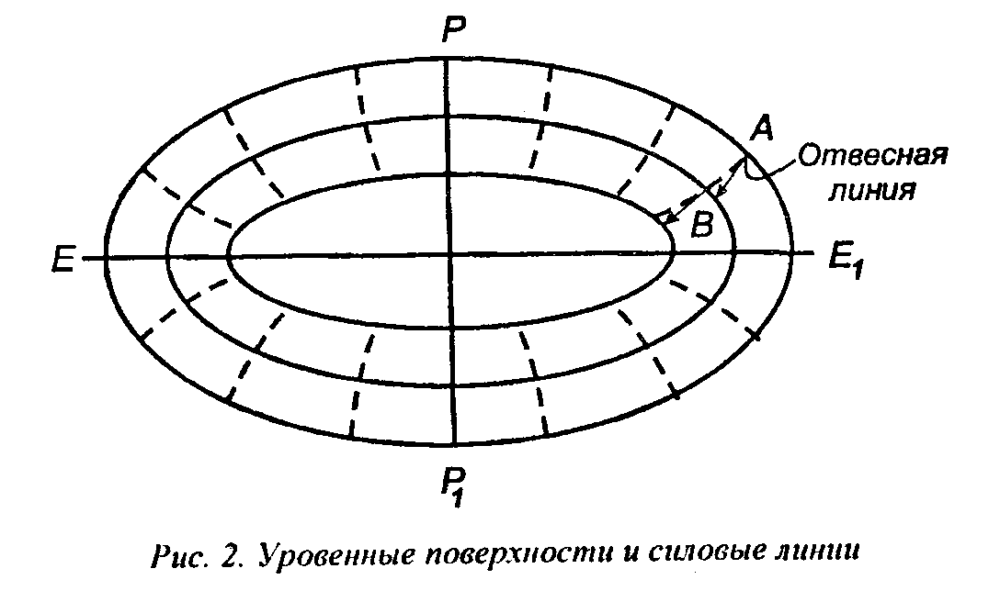 P
A
Отвесная
линия
B
E
E₁
P₁
Рис. 2. Уровенные поверхности и силовые линии